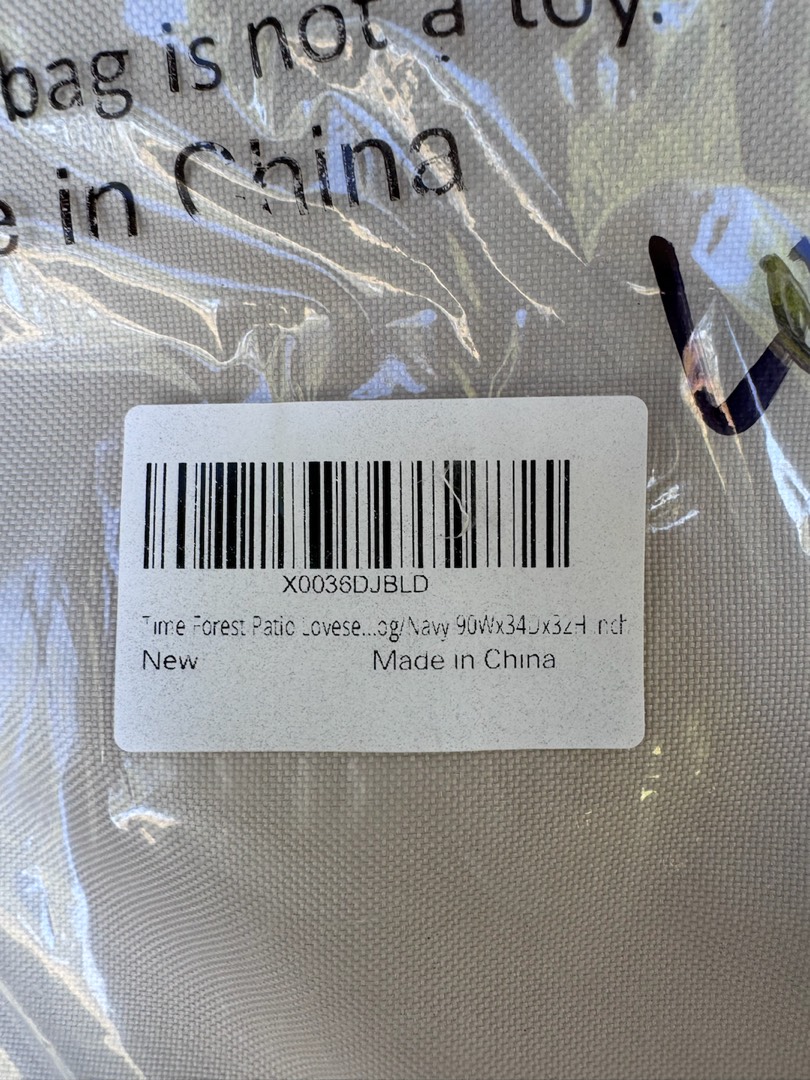 bag is not a toy.
in China
X0036DJBLD
Time Forest Patio Lovese...og/Navy 90Wx34Dx32H inch
New Made in China